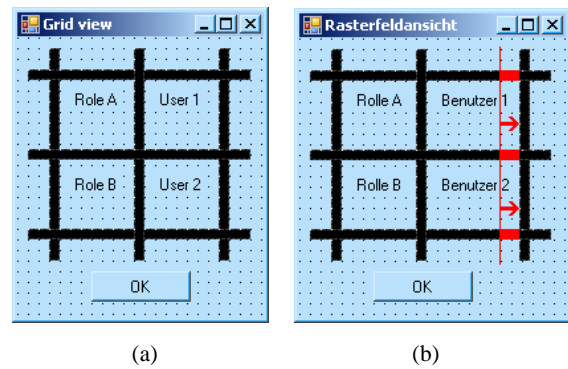 Grid view
Role A User 1
Role B User 2
OK
(a)
Rasterfeldansicht
Rolle A Benutzer 1
Rolle B Benutzer 2
OK
(b)